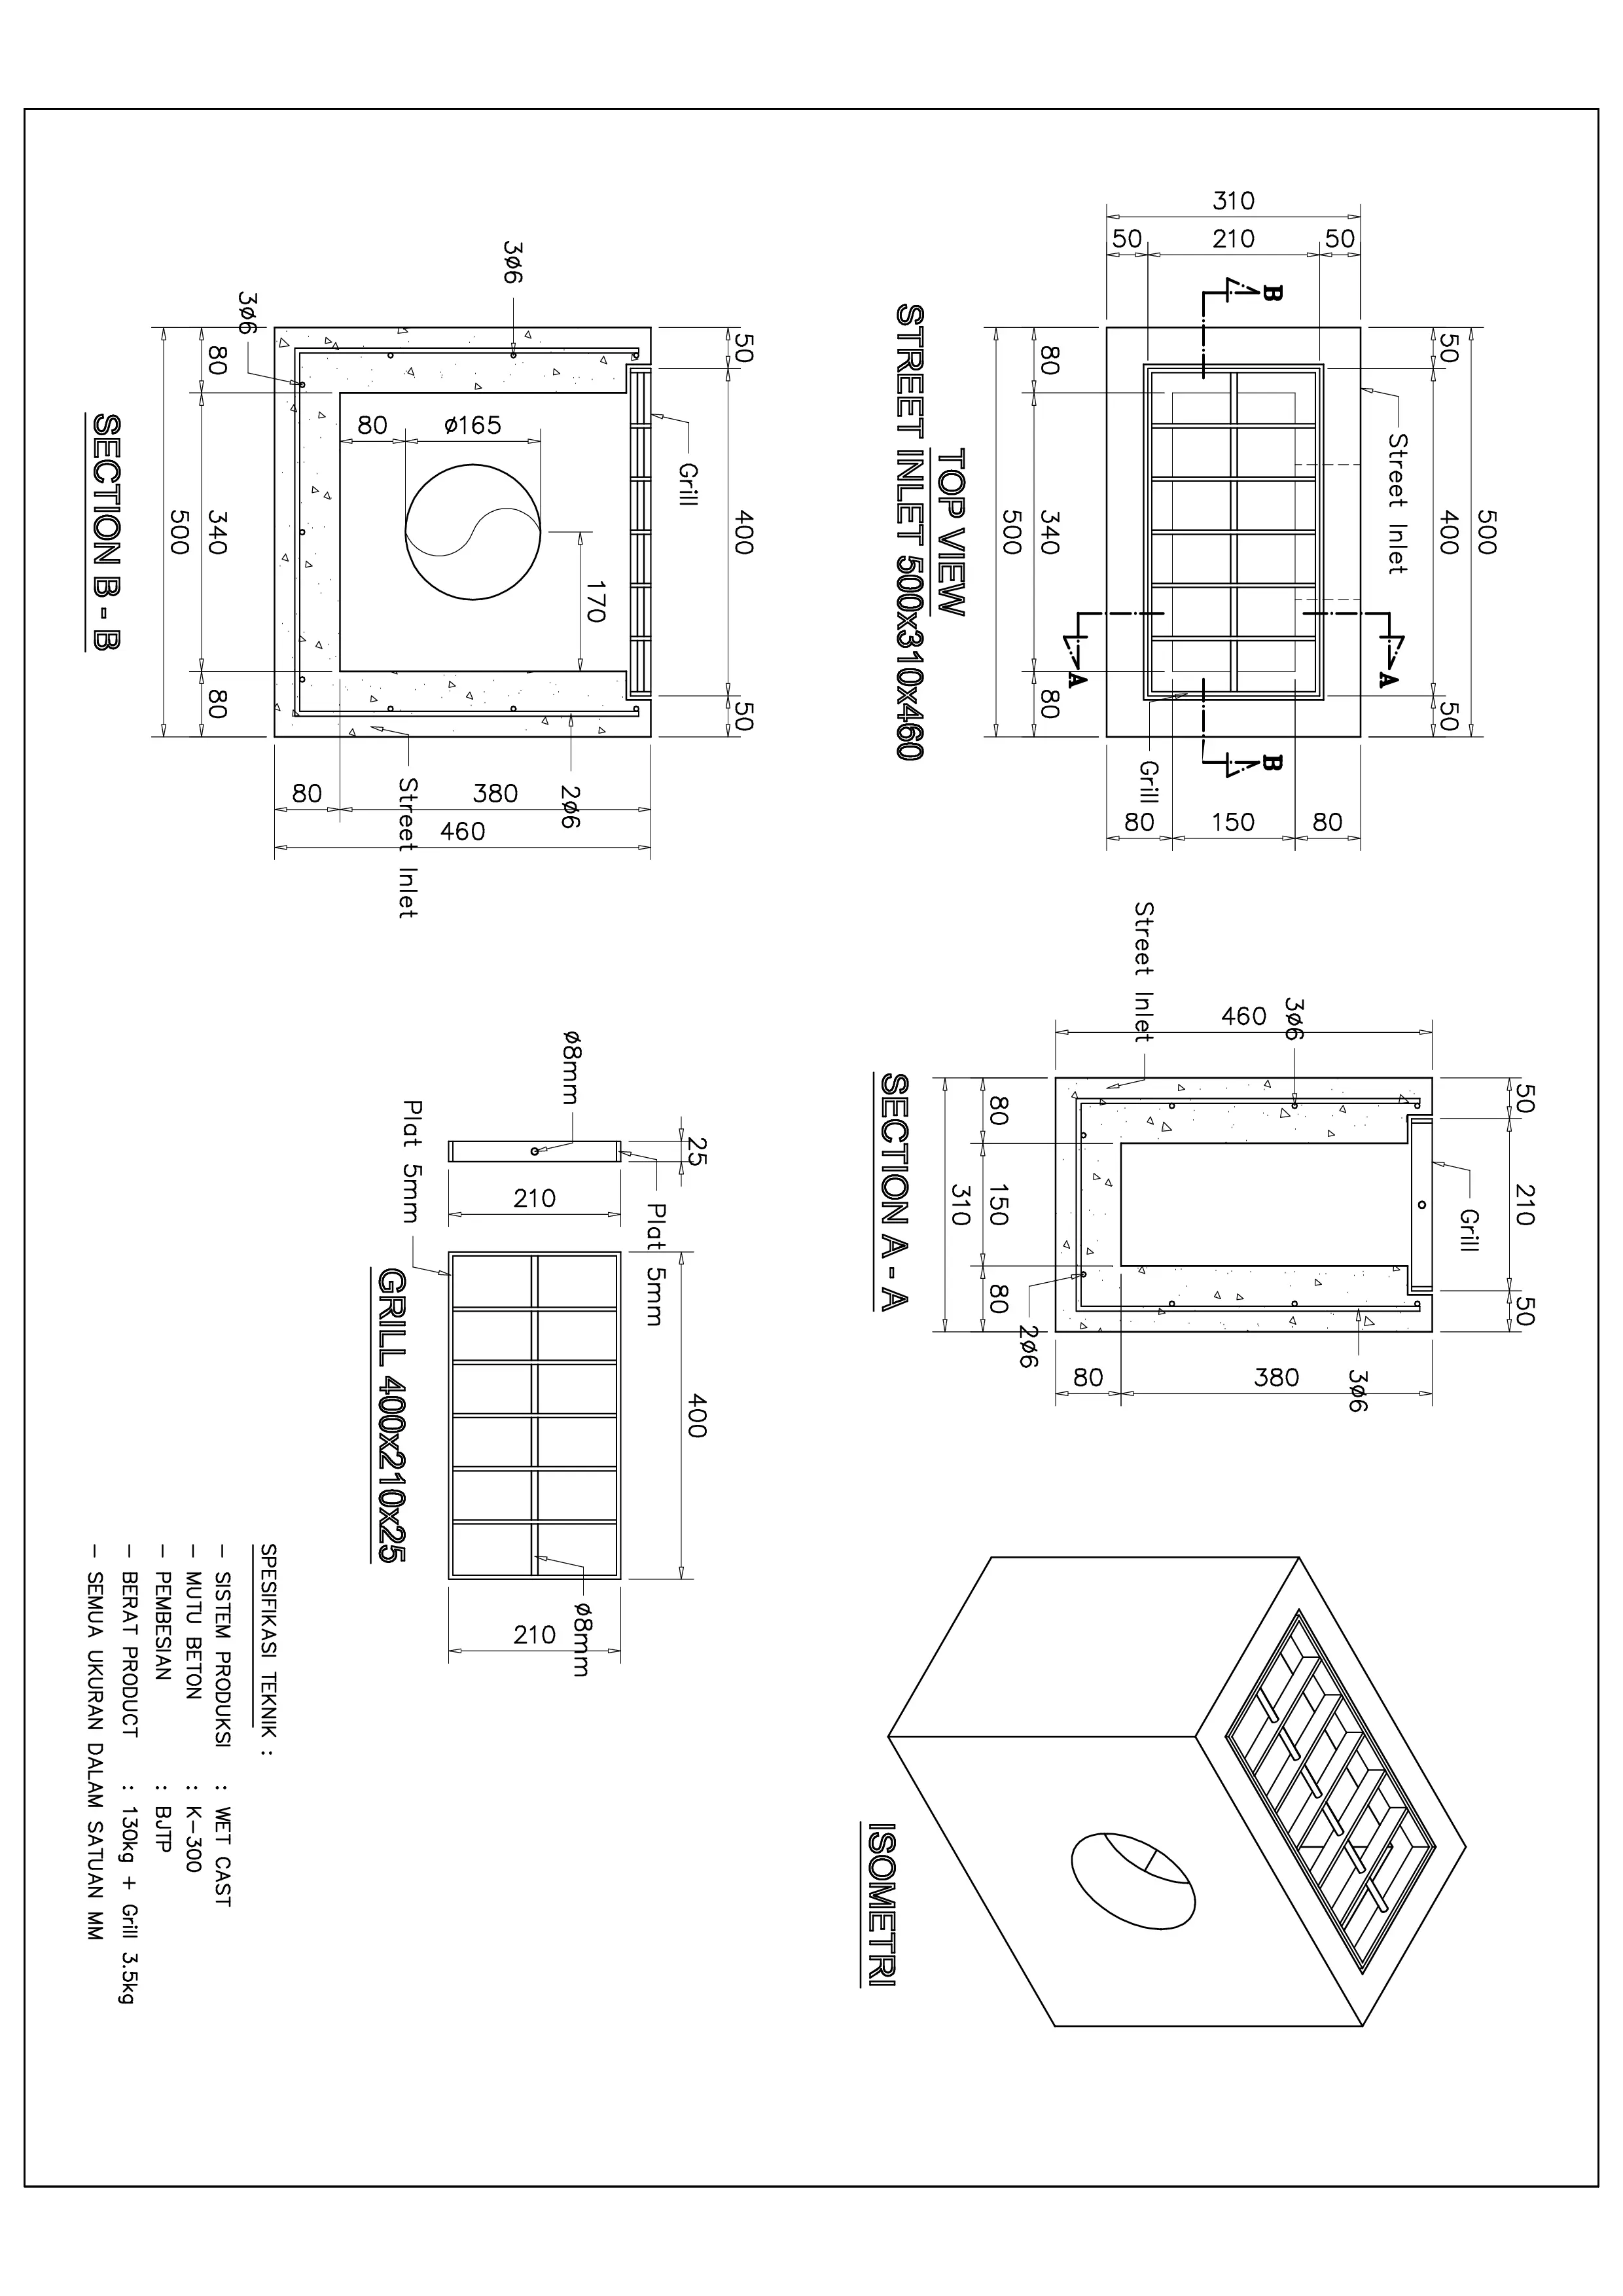 500
50
400
50
Street Inlet
310
50
210
50
B
B
A
A
Grill
80
150
80
80
340
80
500
TOP VIEW
STREET INLET 500x310x460
50
210
50
Grill
460
3ø6
Street Inlet
3ø6
2ø6
80
380
80
150
80
310
SECTION A - A
ISOMETRI
50
400
50
Grill
3ø6
ø165
80
170
3ø6
2ø6
Street Inlet
380
80
460
80
340
80
500
SECTION B - B
25
400
Plat 5mm
ø8mm
210
Plat 5mm
ø8mm
210
GRILL 400x210x25
SPESIFIKASI TEKNIK :
- SISTEM PRODUKSI : WET CAST
- MUTU BETON : K-300
- PEMBESIAN : BJTP
- BERAT PRODUCT : 130kg + Grill 3.5kg
- SEMUA UKURAN DALAM SATUAN MM